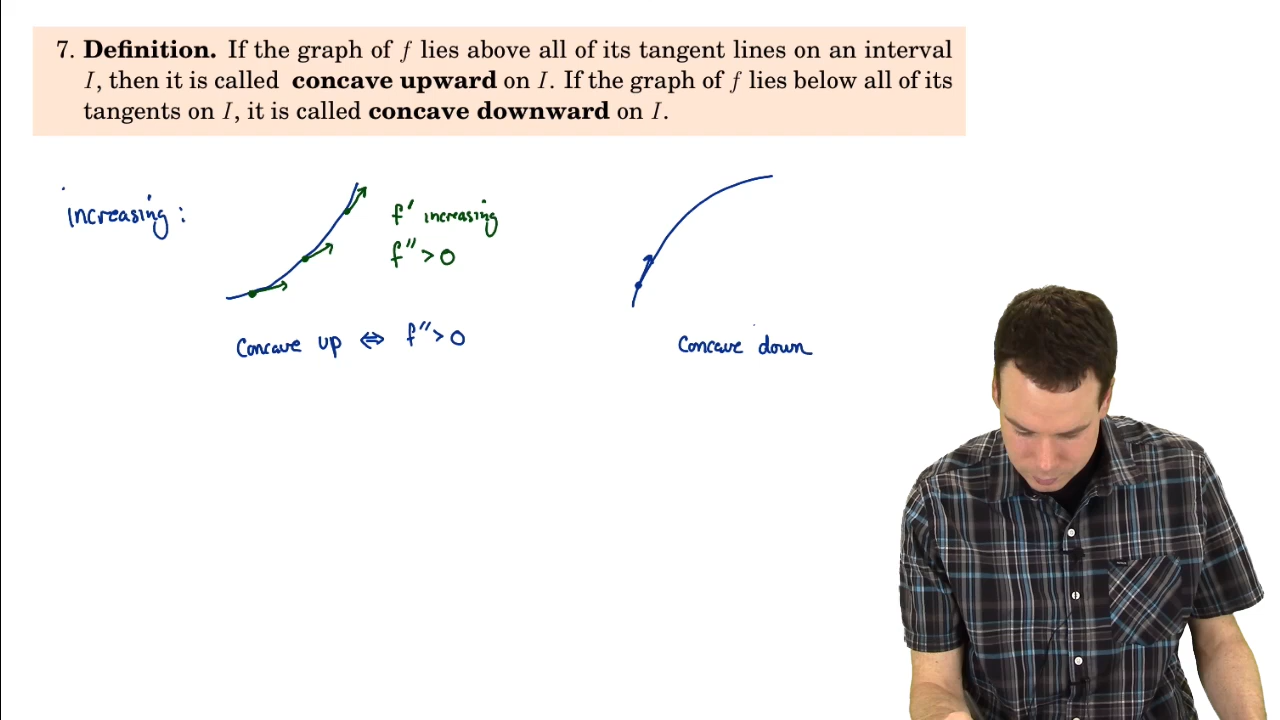 7. Definition. If the graph of f lies above all of its tangent lines on an interval
I, then it is called concave upward on I. If the graph of f lies below all of its
tangents on I, it is called concave downward on I.
increasing:
f′ increasing
f″ > 0
Concave up ⇔ f″ > 0
Concave down